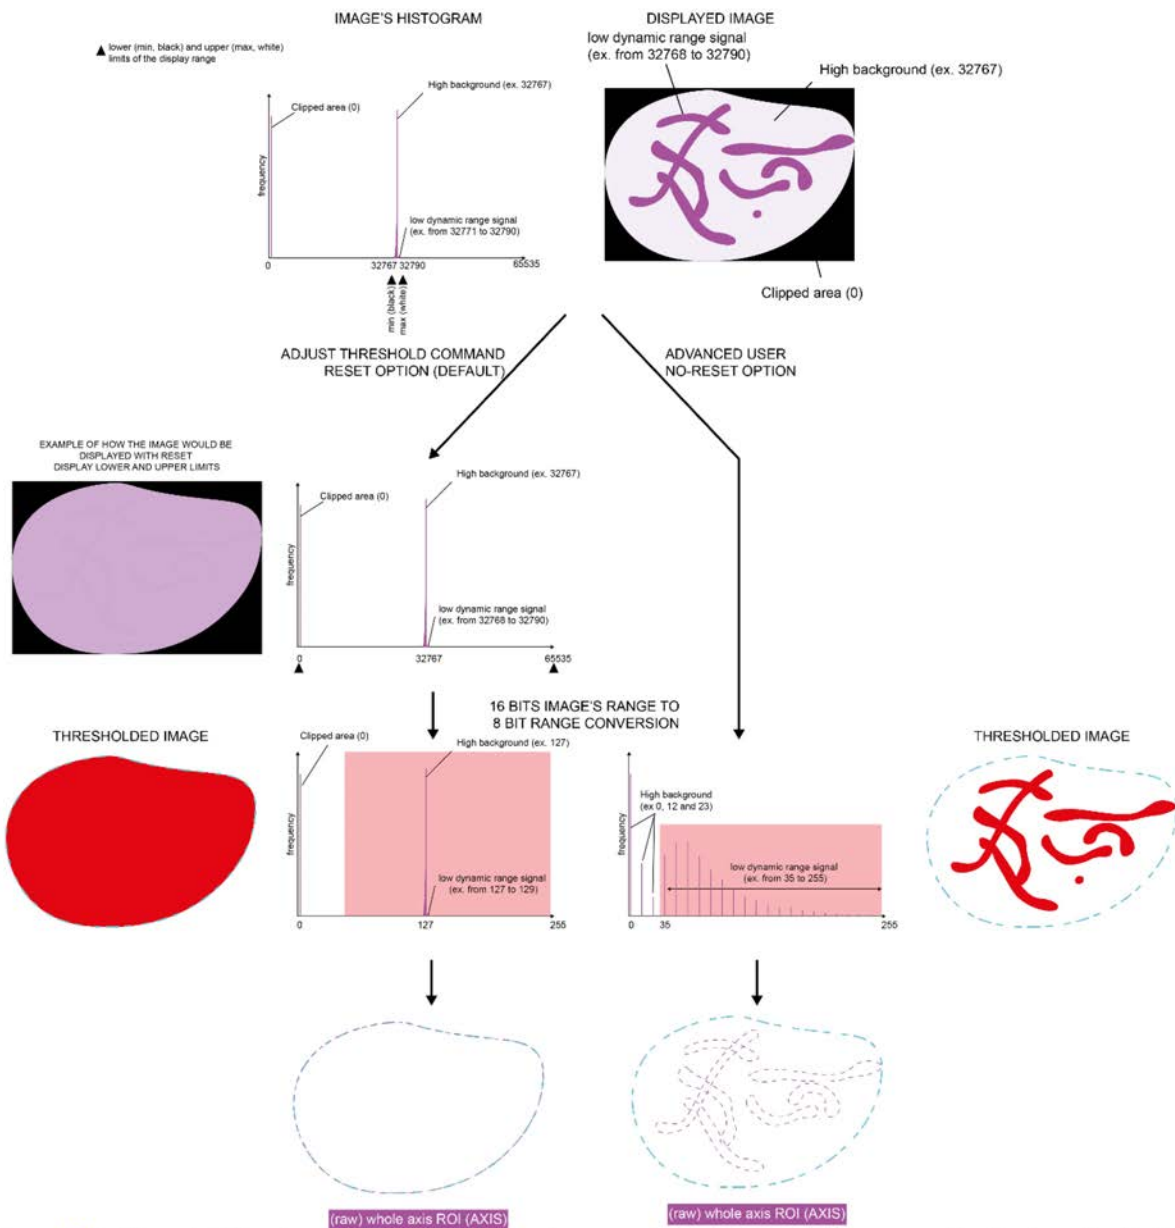 IMAGE'S HISTOGRAM
DISPLAYED IMAGE
lower (min, black) and upper (max, white)
limits of the display range
low dynamic range signal
(ex. from 32768 to 32790)
High background (ex. 32767)
High background (ex. 32767)
Clipped area (0)
frequency
low dynamic range signal
(ex. from 32771 to 32790)
0
32767
32790
65535
min (black)
max (white)
Clipped area (0)
ADJUST THRESHOLD COMMAND
RESET OPTION (DEFAULT)
ADVANCED USER
NO-RESET OPTION
EXAMPLE OF HOW THE IMAGE WOULD BE
DISPLAYED WITH RESET
DISPLAY LOWER AND UPPER LIMITS
High background (ex. 32767)
Clipped area (0)
frequency
low dynamic range signal
(ex. from 32768 to 32790)
0
32767
65535
16 BITS IMAGE'S RANGE TO
8 BIT RANGE CONVERSION
THRESHOLDED IMAGE
Clipped area (0)
High background (ex. 127)
frequency
low dynamic range signal
(ex. from 127 to 129)
0
127
255
High background
(ex 0, 12 and 23)
frequency
low dynamic range signal
(ex. from 35 to 255)
0
35
255
THRESHOLDED IMAGE
(raw) whole axis ROI (AXIS)
(raw) whole axis ROI (AXIS)